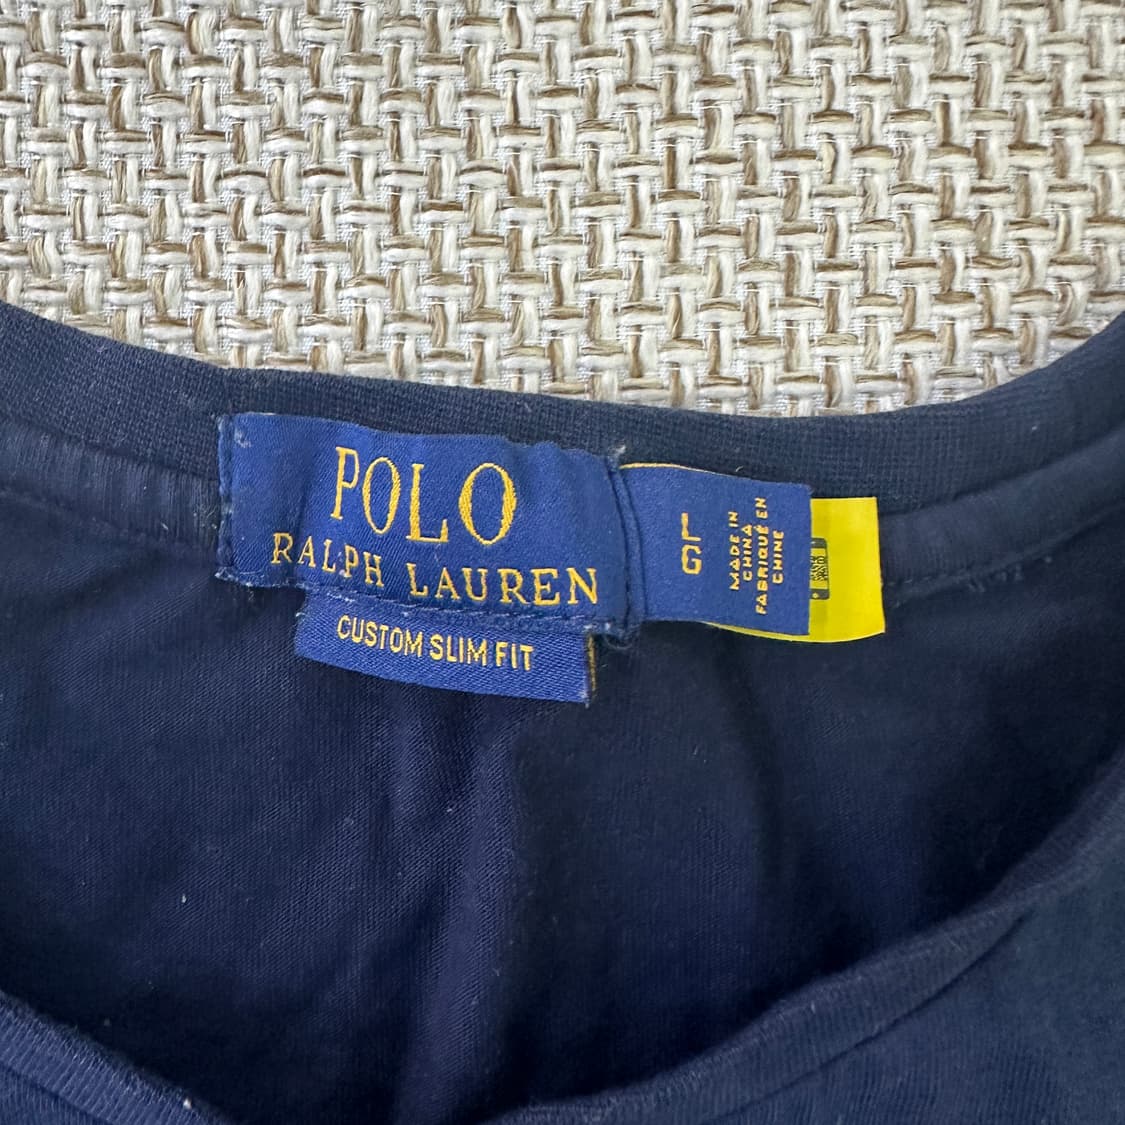 POLO
RALPH LAUREN
CUSTOM SLIM FIT
L
G
MADE IN
CHINA
FABRIQUÉ EN
CHINE